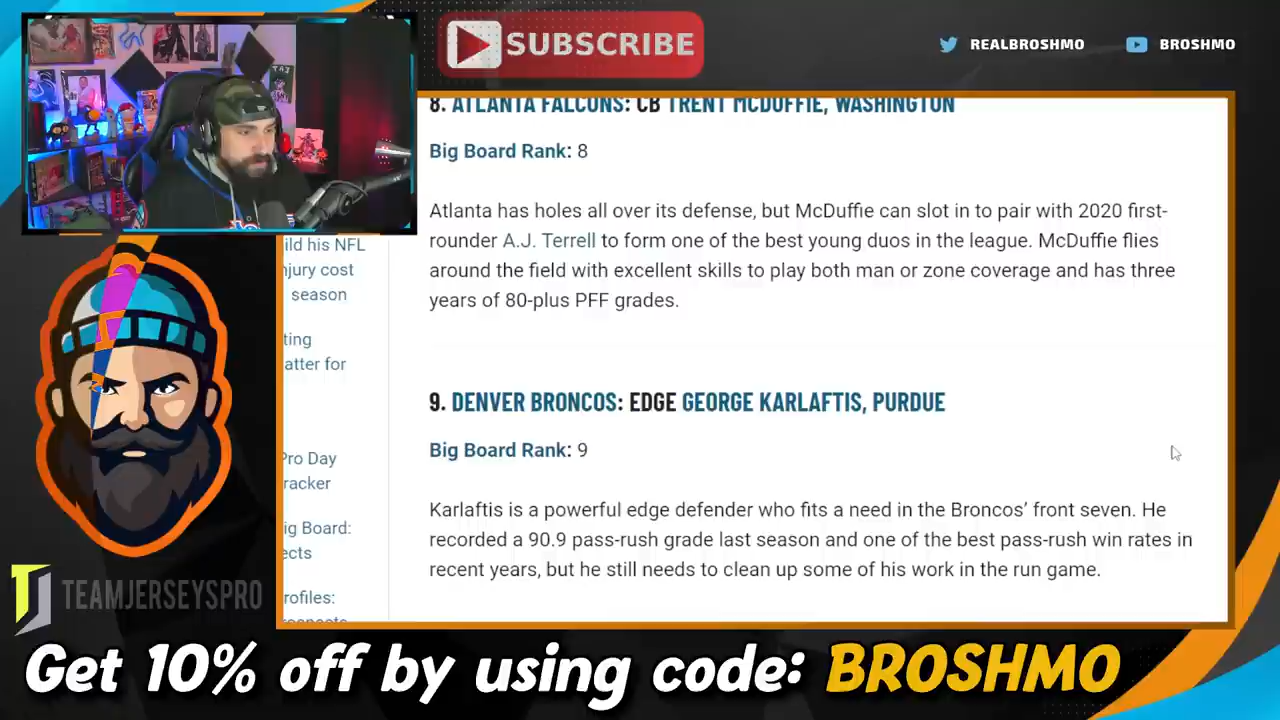 SUBSCRIBE
REALBROSHMO
BROSHMO
8. ATLANTA FALCONS: CB TRENT MCDUFFIE, WASHINGTON
Big Board Rank: 8
Atlanta has holes all over its defense, but McDuffie can slot in to pair with 2020 first-
rounder A.J. Terrell to form one of the best young duos in the league. McDuffie flies
around the field with excellent skills to play both man or zone coverage and has three
years of 80-plus PFF grades.
ild his NFL
njury cost
season
ting
atter for
Pro Day
racker
ig Board:
ects
rofiles:
9. DENVER BRONCOS: EDGE GEORGE KARLAFTIS, PURDUE
Big Board Rank: 9
Karlaftis is a powerful edge defender who fits a need in the Broncos' front seven. He
recorded a 90.9 pass-rush grade last season and one of the best pass-rush win rates in
recent years, but he still needs to clean up some of his work in the run game.
TJ TEAMJERSEYSPRO
Get 10% off by using code: BROSHMO